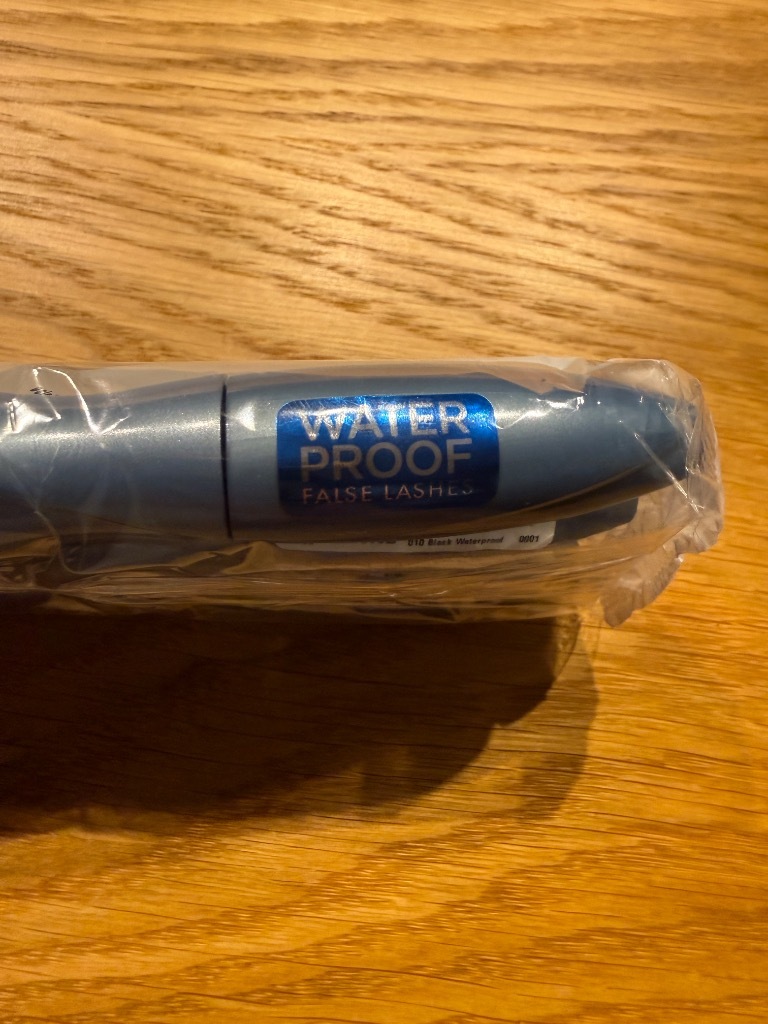 WATER
PROOF
FALSE LASHES
010 Black Waterproof 0001